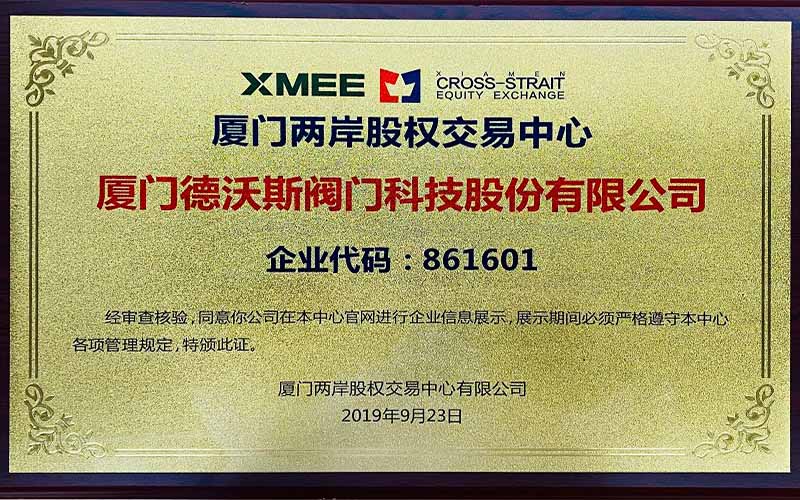 XMEE
XIAMEN
CROSS-STRAIT
EQUITY EXCHANGE
厦门两岸股权交易中心
厦门德沃斯阀门科技股份有限公司
企业代码：861601
经审查核验，同意你公司在本中心官网进行企业信息展示，展示期间必须严格遵守本中心
各项管理规定，特颁此证。
厦门两岸股权交易中心有限公司
2019年9月23日